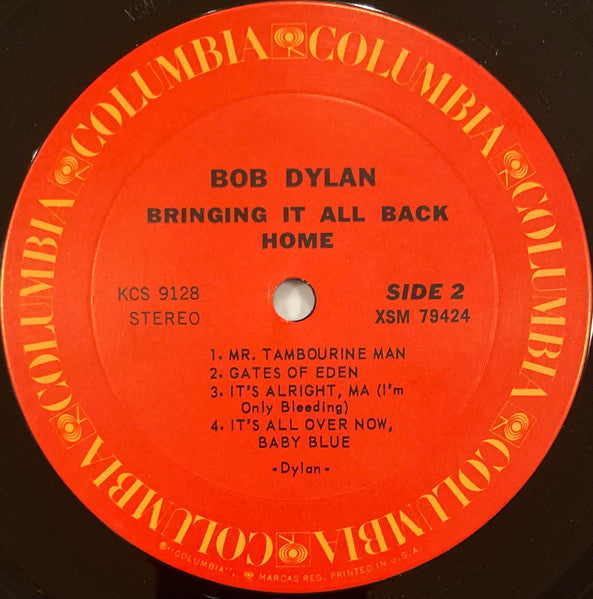 COLUMBIA COLUMBIA COLUMBIA COLUMBIA COLUMBIA COLUMBIA
BOB DYLAN
BRINGING IT ALL BACK
HOME
KCS 9128
STEREO
SIDE 2
XSM 79424
1. MR. TAMBOURINE MAN
2. GATES OF EDEN
3. IT'S ALRIGHT, MA (I'm
Only Bleeding)
4. IT'S ALL OVER NOW,
BABY BLUE
-Dylan-
®"COLUMBIA", MARCAS REG. PRINTED IN U.S.A.